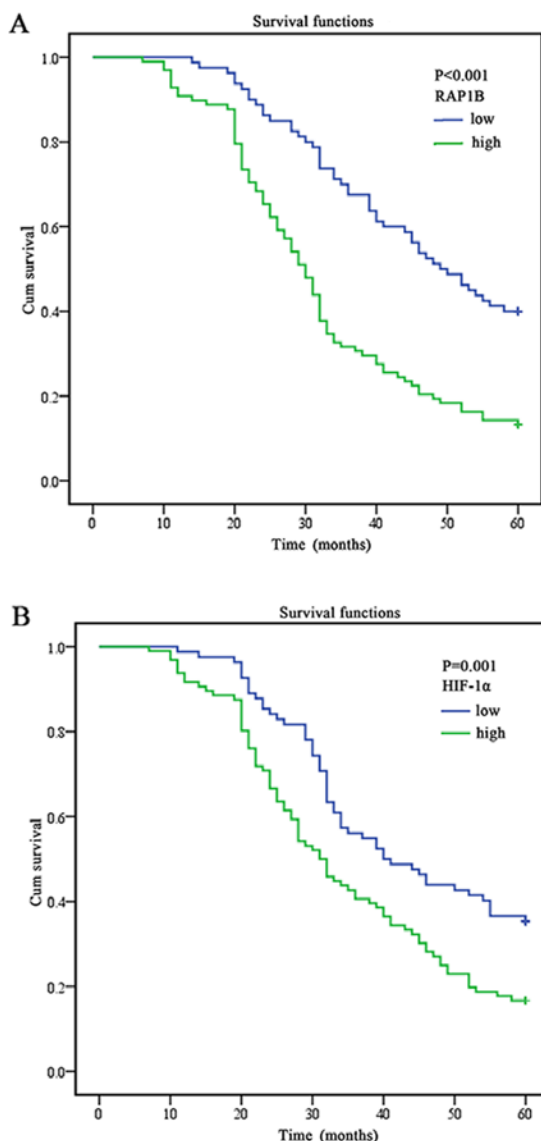 A
Survival functions
P<0.001
RAP1B
low
high
Cum survival
1.0
0.8
0.6
0.4
0.2
0.0
0 10 20 30 40 50 60
Time (months)
B
Survival functions
P=0.001
HIF-1α
low
high
Cum survival
1.0
0.8
0.6
0.4
0.2
0.0
0 10 20 30 40 50 60
Time (months)